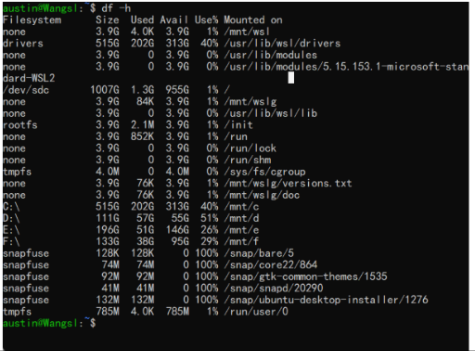 austin@Wangsl:~$ df -h
Filesystem Size Used Avail Use% Mounted on
none 3.9G 4.0K 3.9G 1% /mnt/wsl
drivers 515G 202G 313G 40% /usr/lib/wsl/drivers
none 3.9G 0 3.9G 0% /usr/lib/modules
none 3.9G 0 3.9G 0% /usr/lib/modules/5.15.153.1-microsoft-stan
dard-WSL2
/dev/sdc 1007G 1.3G 955G 1% /
none 3.9G 84K 3.9G 1% /mnt/wslg
none 3.9G 0 3.9G 0% /usr/lib/wsl/lib
rootfs 3.9G 2.1M 3.9G 1% /init
none 3.9G 852K 3.9G 1% /run
none 3.9G 0 3.9G 0% /run/lock
none 3.9G 0 3.9G 0% /run/shm
tmpfs 4.0M 0 4.0M 0% /sys/fs/cgroup
none 3.9G 76K 3.9G 1% /mnt/wslg/versions.txt
none 3.9G 76K 3.9G 1% /mnt/wslg/doc
C:\ 515G 202G 313G 40% /mnt/c
D:\ 111G 57G 55G 51% /mnt/d
E:\ 196G 51G 146G 26% /mnt/e
F:\ 133G 38G 95G 29% /mnt/f
snapfuse 128K 128K 0 100% /snap/bare/5
snapfuse 74M 74M 0 100% /snap/core22/864
snapfuse 92M 92M 0 100% /snap/gtk-common-themes/1535
snapfuse 41M 41M 0 100% /snap/snapd/20290
snapfuse 132M 132M 0 100% /snap/ubuntu-desktop-installer/1276
tmpfs 785M 4.0K 785M 1% /run/user/0
austin@Wangsl:~$